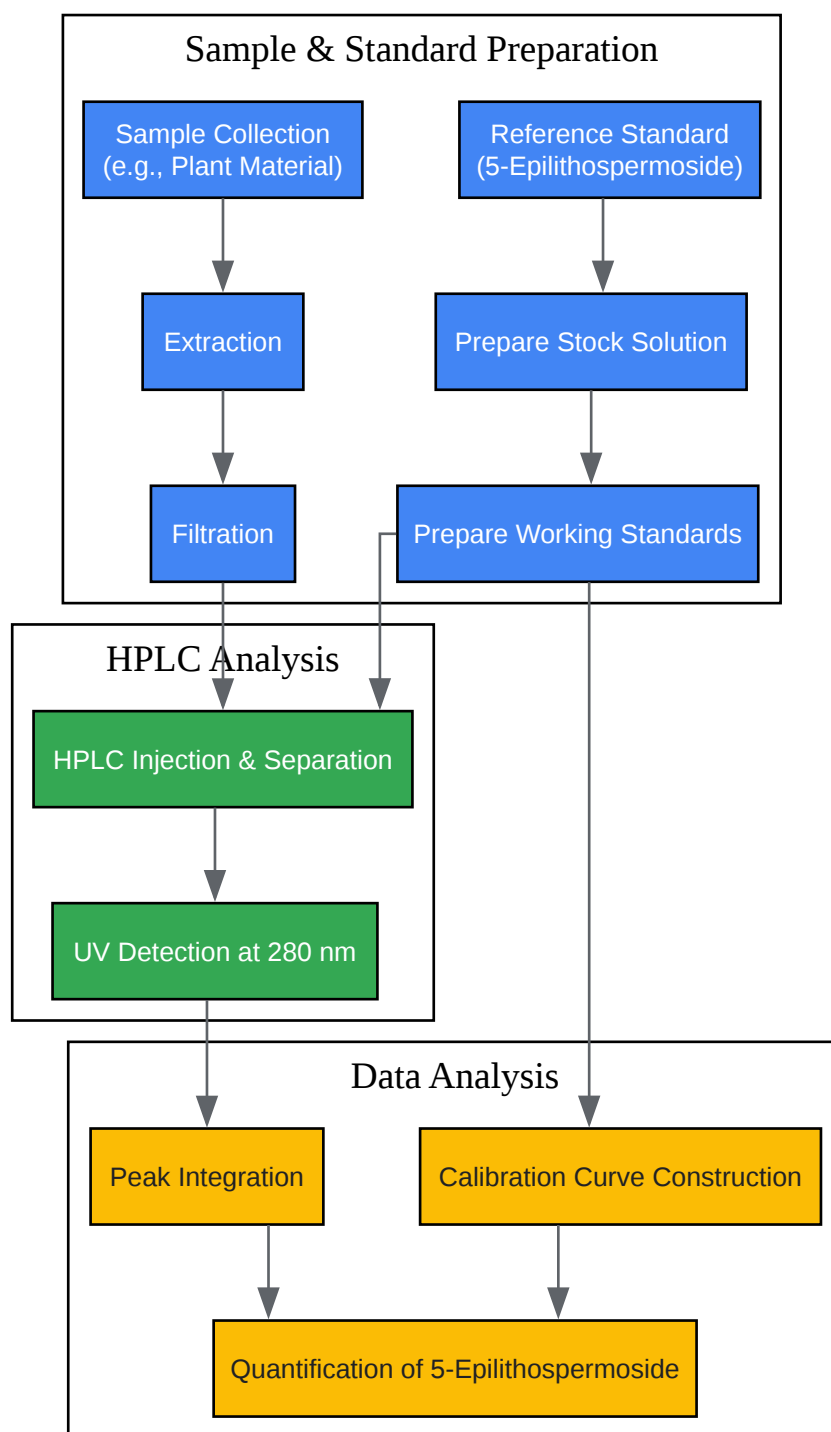 Sample & Standard Preparation
Sample Collection
(e.g., Plant Material)
Reference Standard
(5-Epilithospermoside)
Extraction
Prepare Stock Solution
Filtration
Prepare Working Standards
HPLC Analysis
HPLC Injection & Separation
UV Detection at 280 nm
Data Analysis
Peak Integration
Calibration Curve Construction
Quantification of 5-Epilithospermoside